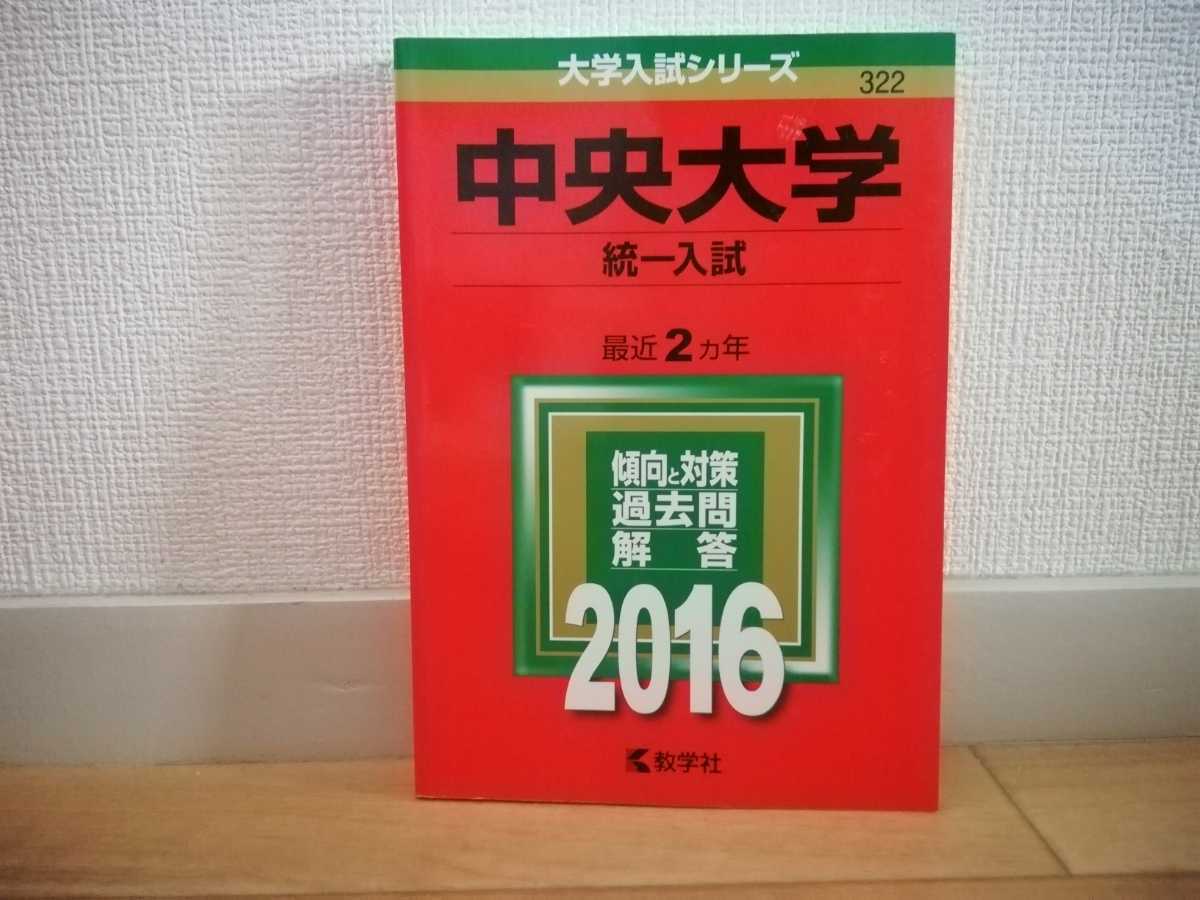 大学入試シリーズ
322
中央大学
統一入試
最近2ヵ年
傾向と対策
過去問
解答
2016
教学社